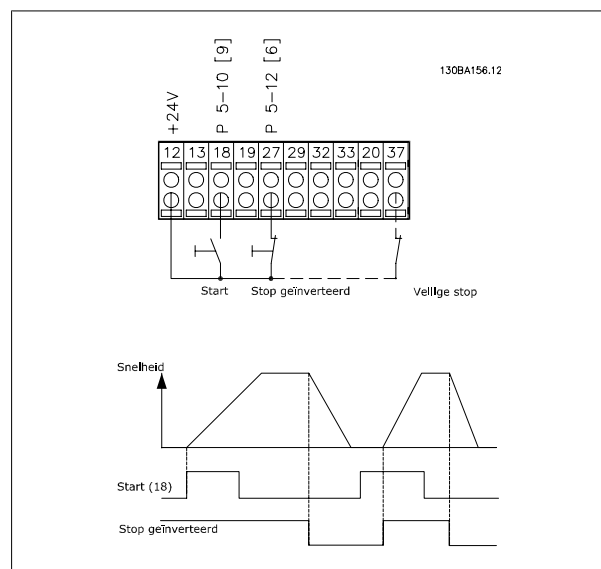 130BA156.12
+24V
P 5-10 [9]
P 5-12 [6]
12 13 18 19 27 29 32 33 20 37
Start Stop geïnverteerd Veilige stop
Snelheid
Start (18)
Stop geïnverteerd